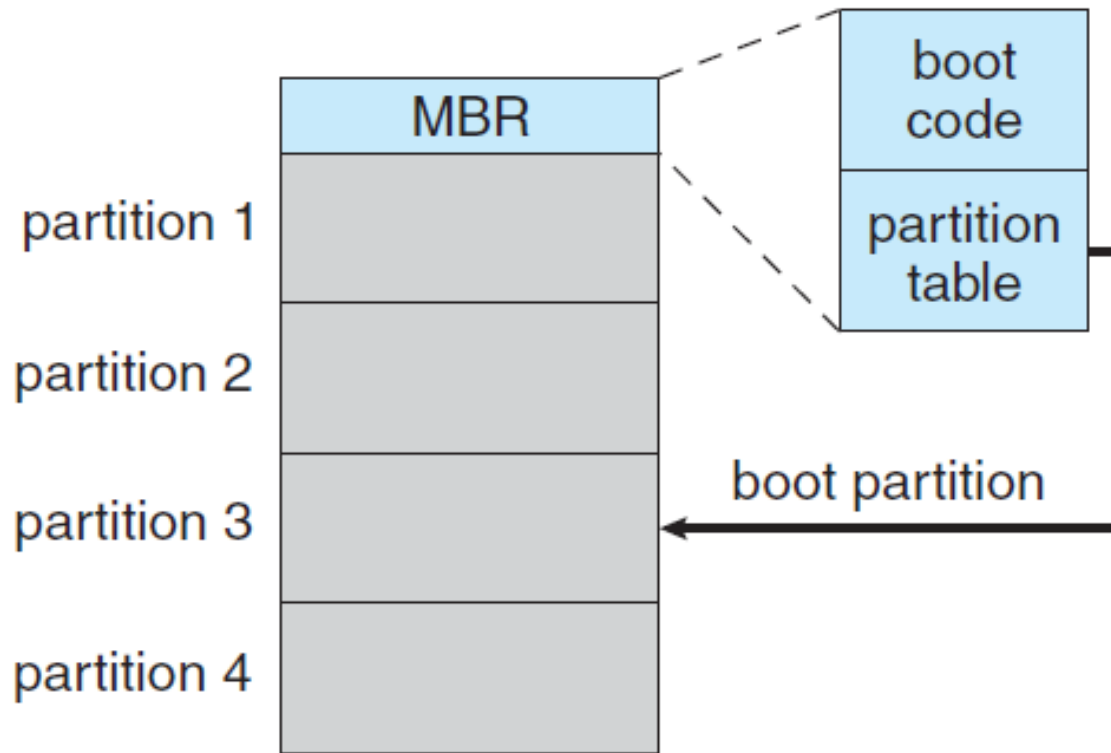 MBR
partition 1
partition 2
partition 3
partition 4
boot
code
partition
table
boot partition